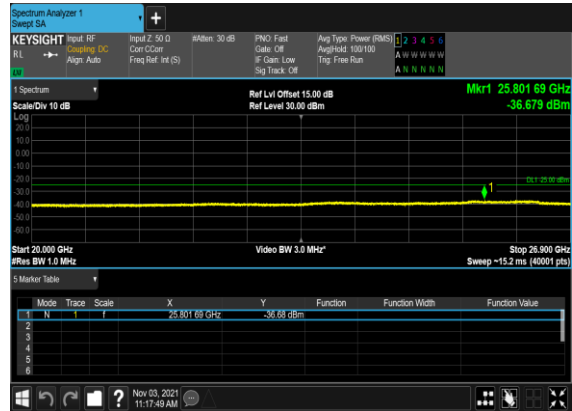 Spectrum Analyzer 1
Swept SA
+
KEYSIGHT Input: RF Input Z: 50 Ω #Atten: 30 dB PNO: Fast Avg Type: Power (RMS) 1 2 3 4 5 6
RL Coupling: DC Corr CCorr Gate: Off Avg|Hold: 100/100 A W W W W W
Align: Auto Freq Ref: Int (S) IF Gain: Low Trig: Free Run
Sig Track: Off A N N N N N
1 Spectrum Ref Lvl Offset 15.00 dB Mkr1 25.801 69 GHz
Scale/Div 10 dB Ref Level 30.00 dBm -36.679 dBm
Log
20.0
10.0
0.00
-10.0
-20.0 DL1 -25.00 dBm
-30.0 1
-40.0
-50.0
-60.0
Start 20.000 GHz Video BW 3.0 MHz* Stop 26.900 GHz
#Res BW 1.0 MHz Sweep ~15.2 ms (40001 pts)
5 Marker Table
Mode Trace Scale X Y Function Function Width Function Value
1 N 1 f 25.801 69 GHz -36.68 dBm
2
3
4
5
6
? Nov 03, 2021
11:17:49 AM